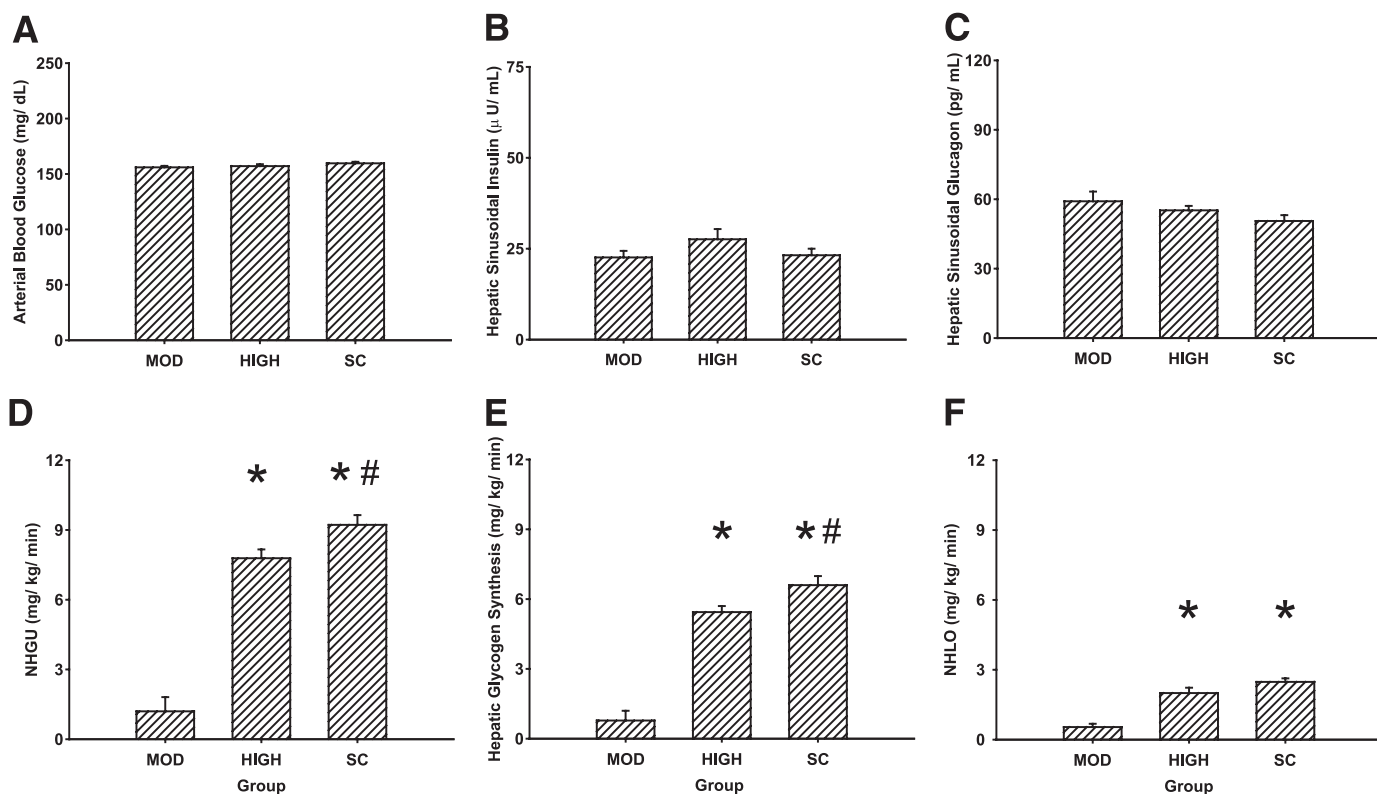 A
Arterial Blood Glucose (mg/ dL)
250
200
150
100
50
0
MOD HIGH SC
B
Hepatic Sinusoidal Insulin (μ U/ mL)
75
50
25
0
MOD HIGH SC
C
Hepatic Sinusoidal Glucagon (pg/ mL)
120
90
60
30
0
MOD HIGH SC
D
NHGU (mg/ kg/ min)
12
9
6
3
0
* * #
MOD HIGH SC
Group
E
Hepatic Glycogen Synthesis (mg/ kg/ min)
12
9
6
3
0
* * #
MOD HIGH SC
Group
F
NHLO (mg/ kg/ min)
12
9
6
3
0
* *
MOD HIGH SC
Group